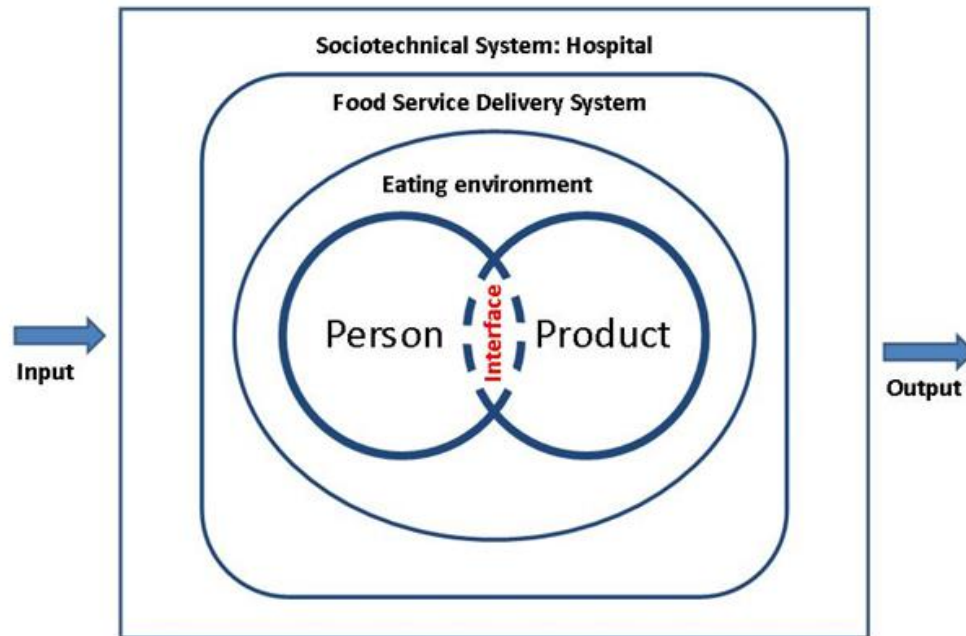 Sociotechnical System: Hospital
Food Service Delivery System
Eating environment
Person
Interface
Product
Input
Output